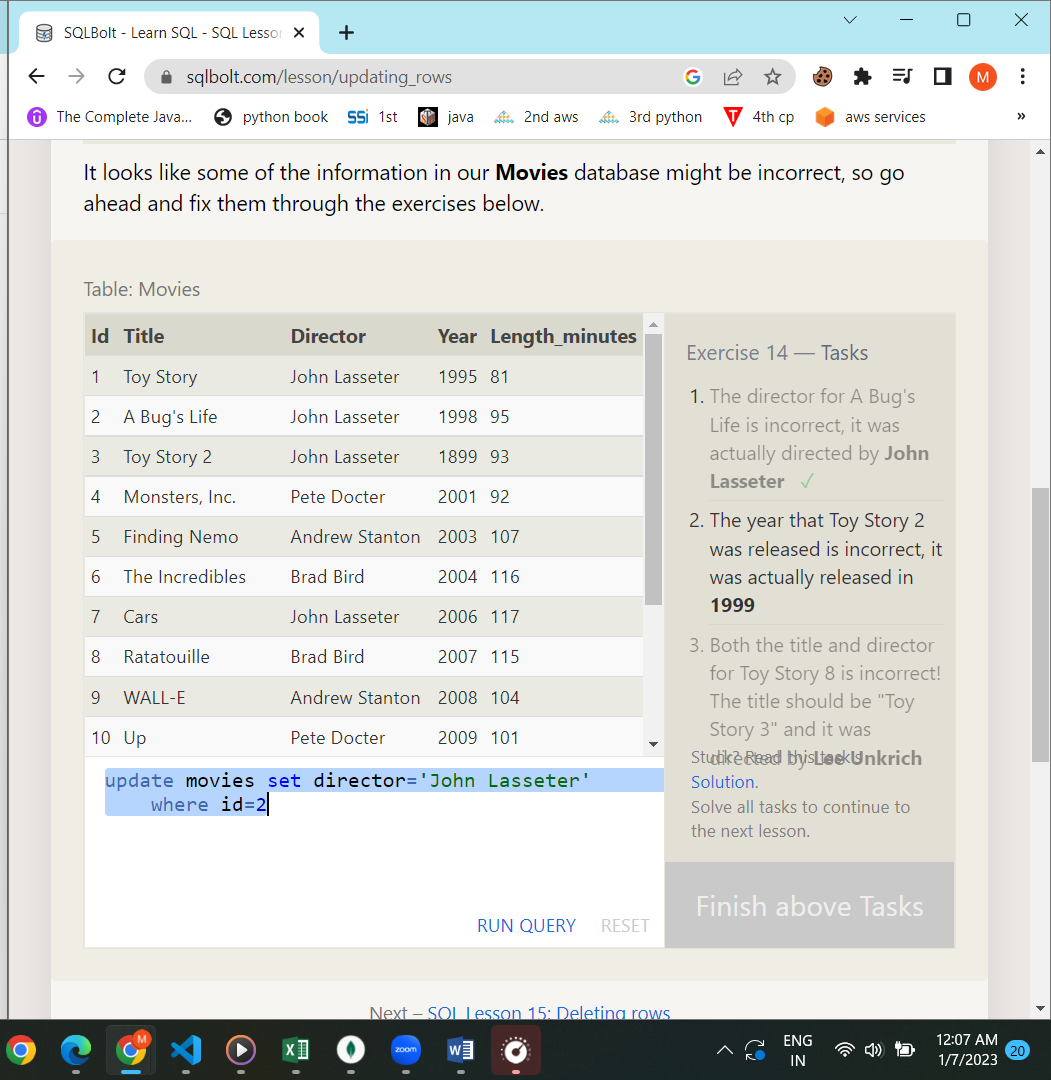 SQLBolt - Learn SQL - SQL Lesso
sqlbolt.com/lesson/updating_rows
M
The Complete Java...
python book
SSi 1st
java
2nd aws
3rd python
4th cp
aws services
»
It looks like some of the information in our Movies database might be incorrect, so go
ahead and fix them through the exercises below.
Table: Movies
Id Title Director Year Length_minutes
1 Toy Story John Lasseter 1995 81
2 A Bug's Life John Lasseter 1998 95
3 Toy Story 2 John Lasseter 1899 93
4 Monsters, Inc. Pete Docter 2001 92
5 Finding Nemo Andrew Stanton 2003 107
6 The Incredibles Brad Bird 2004 116
7 Cars John Lasseter 2006 117
8 Ratatouille Brad Bird 2007 115
9 WALL-E Andrew Stanton 2008 104
10 Up Pete Docter 2009 101
update movies set director='John Lasseter'
where id=2
RUN QUERY RESET
Exercise 14 — Tasks
1. The director for A Bug's
Life is incorrect, it was
actually directed by John
Lasseter ✓
2. The year that Toy Story 2
was released is incorrect, it
was actually released in
1999
3. Both the title and director
for Toy Story 8 is incorrect!
The title should be "Toy
Story 3" and it was
directed by Lee Unkrich
Stuck? Read this task's
Solution.
Solve all tasks to continue to
the next lesson.
Finish above Tasks
Next – SQL Lesson 15: Deleting rows
M
zoom
ENG
IN
12:07 AM
1/7/2023
20